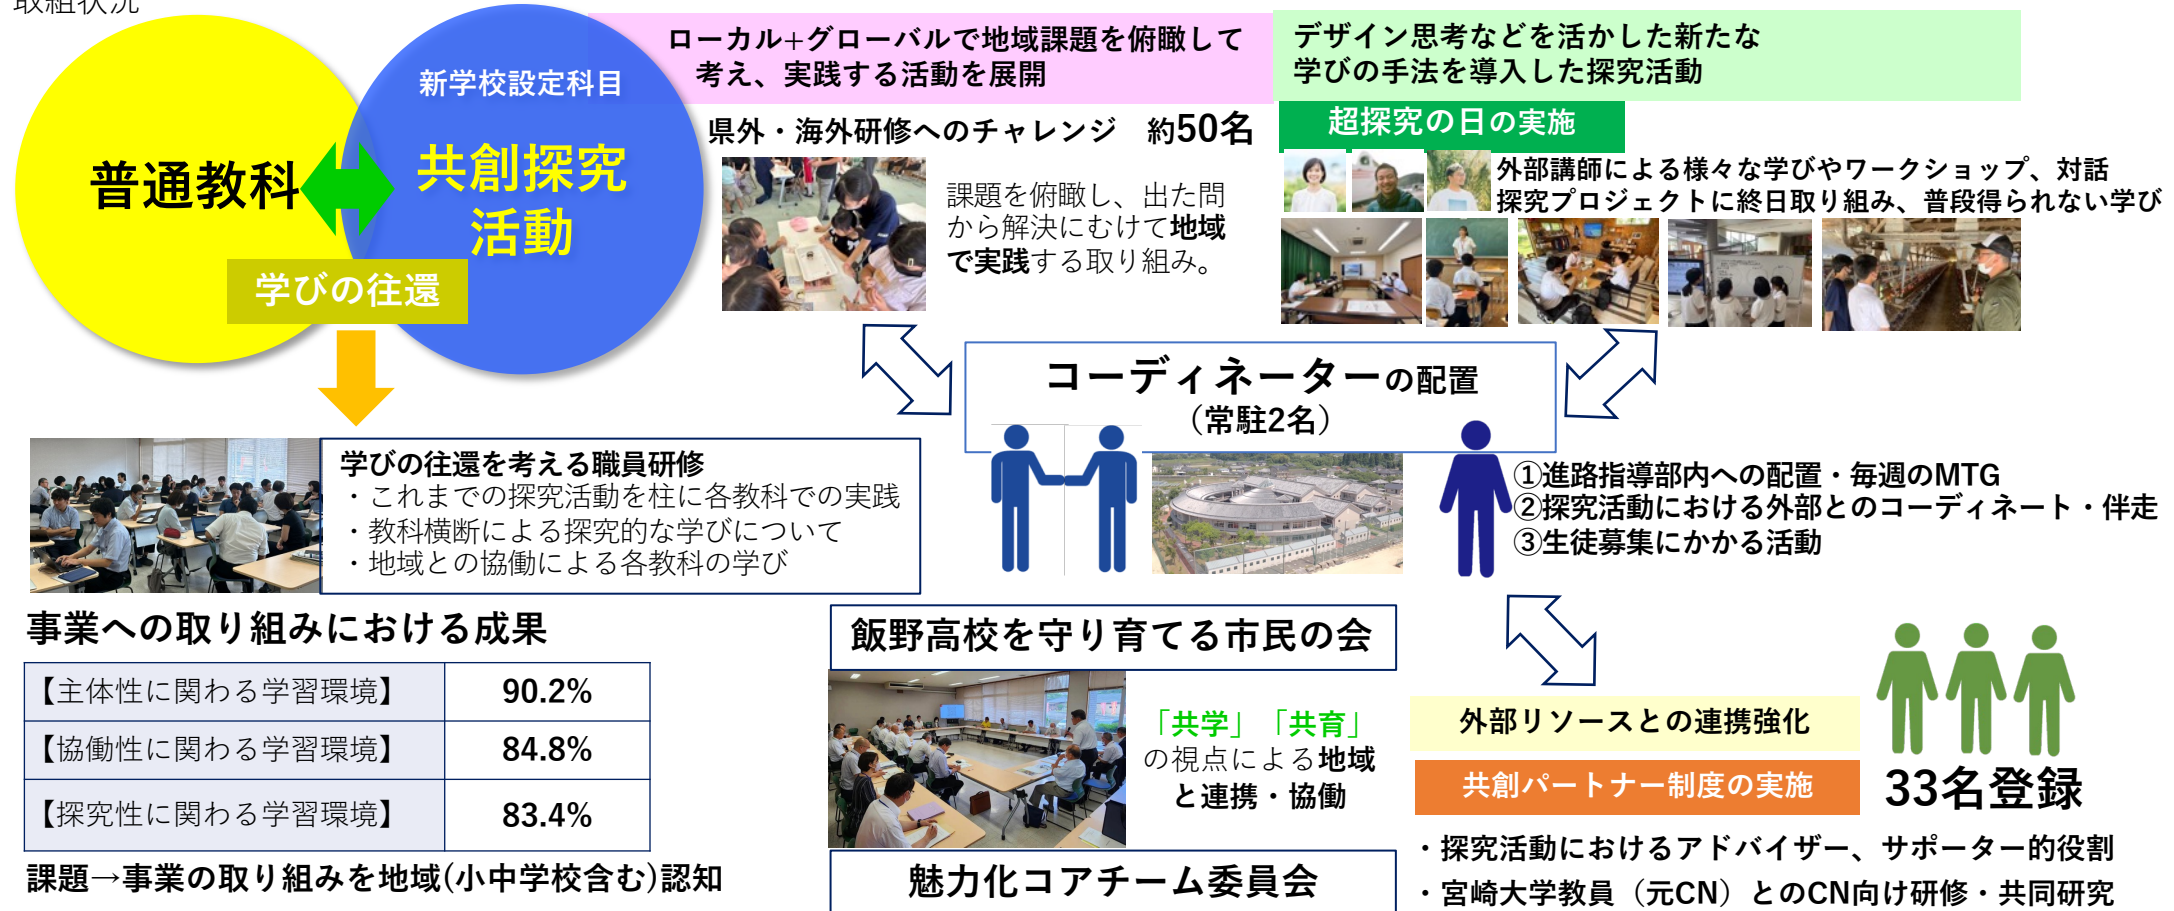 取組状況
普通教科
新学校設定科目
共創探究
活動
学びの往還
ローカル+グローバルで地域課題を俯瞰して
考え、実践する活動を展開
県外・海外研修へのチャレンジ　約50名
課題を俯瞰し、出た問
から解決にむけて地域
で実践する取り組み。
デザイン思考などを活かした新たな
学びの手法を導入した探究活動
超探究の日の実施
外部講師による様々な学びやワークショップ、対話
探究プロジェクトに終日取り組み、普段得られない学び
コーディネーターの配置
（常駐2名）
①進路指導部内への配置・毎週のMTG
②探究活動における外部とのコーディネート・伴走
③生徒募集にかかる活動
学びの往還を考える職員研修
・これまでの探究活動を柱に各教科での実践
・教科横断による探究的な学びについて
・地域との協働による各教科の学び
事業への取り組みにおける成果
【主体性に関わる学習環境】 90.2%
【協働性に関わる学習環境】 84.8%
【探究性に関わる学習環境】 83.4%
課題→事業の取り組みを地域(小中学校含む)認知
飯野高校を守り育てる市民の会
「共学」「共育」
の視点による地域
と連携・協働
魅力化コアチーム委員会
外部リソースとの連携強化
共創パートナー制度の実施
33名登録
・探究活動におけるアドバイザー、サポーター的役割
・宮崎大学教員（元CN）とのCN向け研修・共同研究